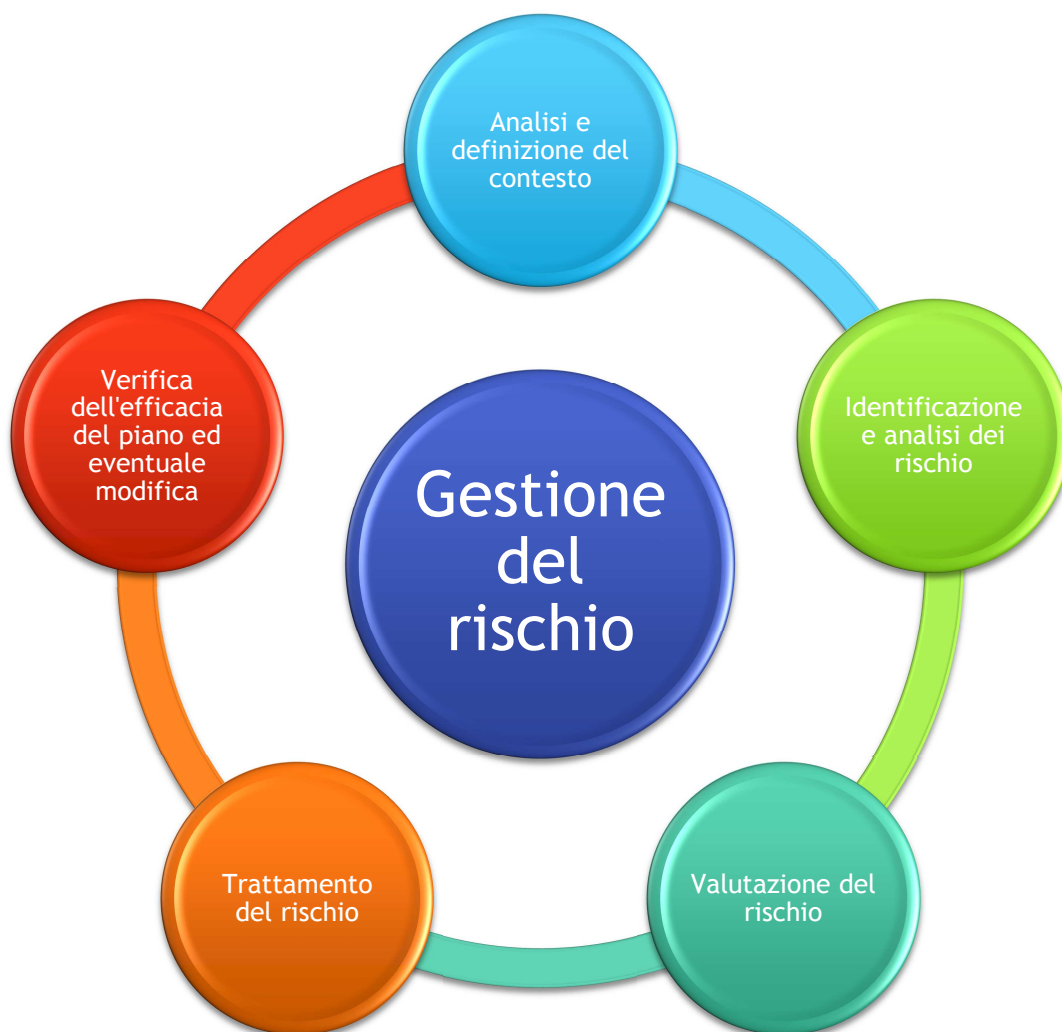 Analisi e
definizione del
contesto
Identificazione
e analisi dei
rischio
Valutazione del
rischio
Trattamento
del rischio
Verifica
dell'efficacia
del piano ed
eventuale
modifica
Gestione
del
rischio